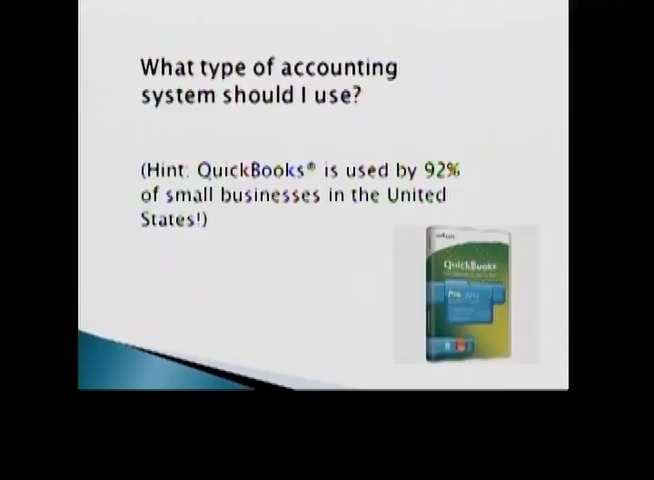 What type of accounting
system should I use?
(Hint: QuickBooks® is used by 92%
of small businesses in the United
States!)
QuickBooks
Pro